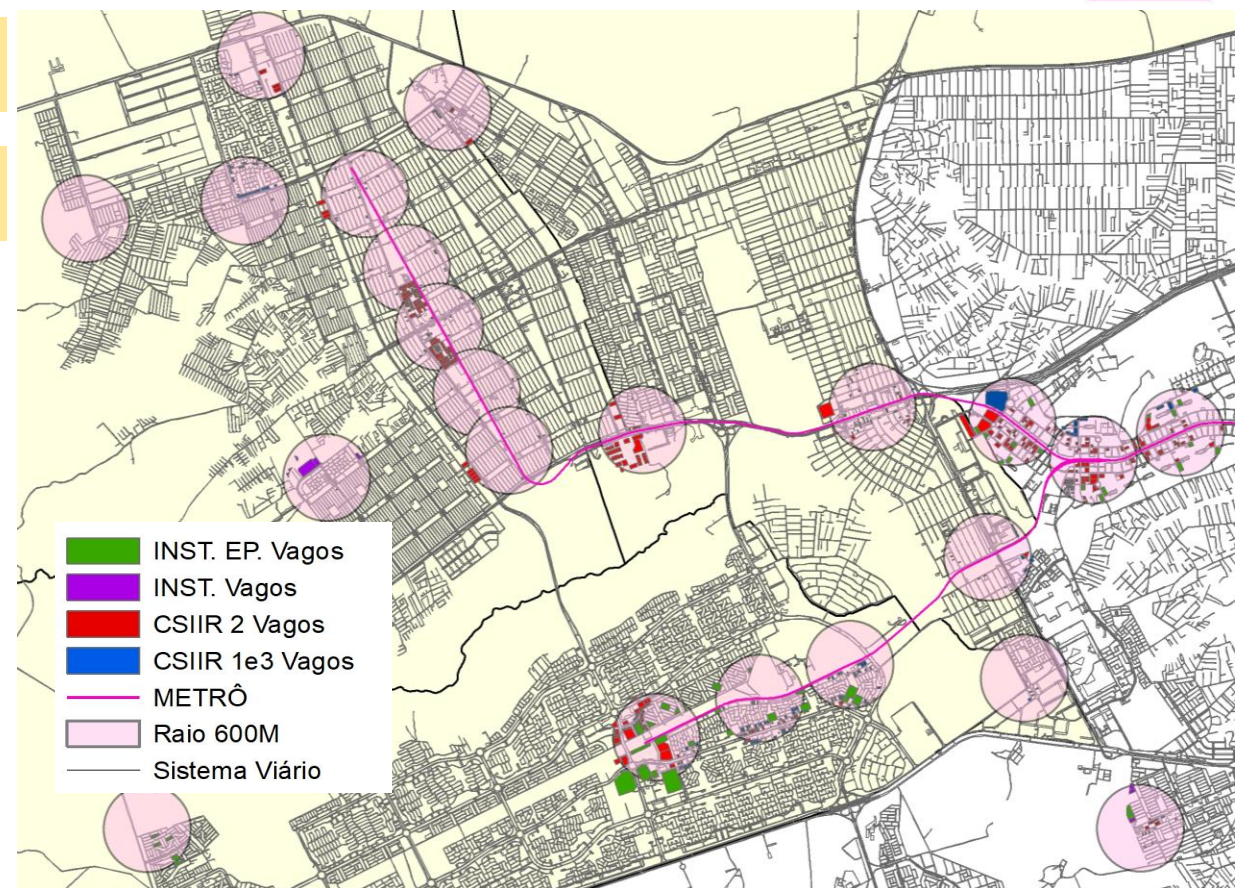 INST. EP. Vagos
INST. Vagos
CSIIR 2 Vagos
CSIIR 1e3 Vagos
METRÔ
Raio 600M
Sistema Viário